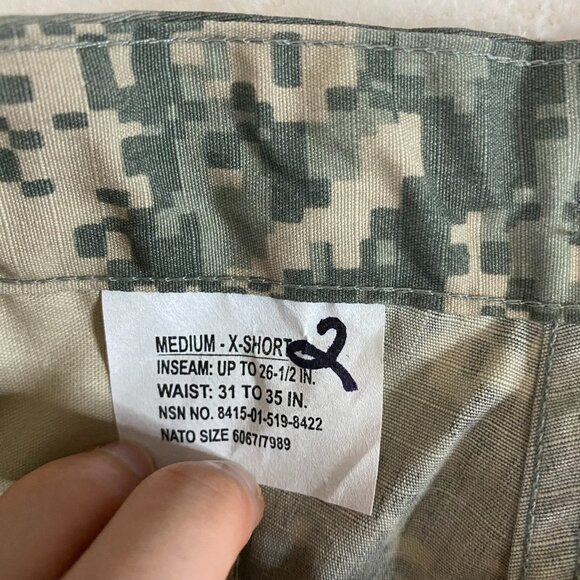 MEDIUM - X-SHORT 2
INSEAM: UP TO 26-1/2 IN.
WAIST: 31 TO 35 IN.
NSN NO. 8415-01-519-8422
NATO SIZE 6067/7989